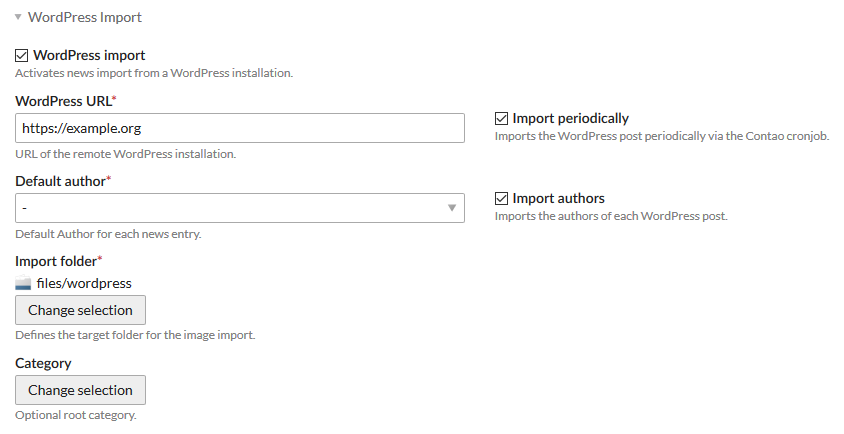 WordPress Import
WordPress import
Activates news import from a WordPress installation.
WordPress URL*
https://example.org
URL of the remote WordPress installation.
Import periodically
Imports the WordPress post periodically via the Contao cronjob.
Default author*
-
Default Author for each news entry.
Import authors
Imports the authors of each WordPress post.
Import folder*
files/wordpress
Change selection
Defines the target folder for the image import.
Category
Change selection
Optional root category.